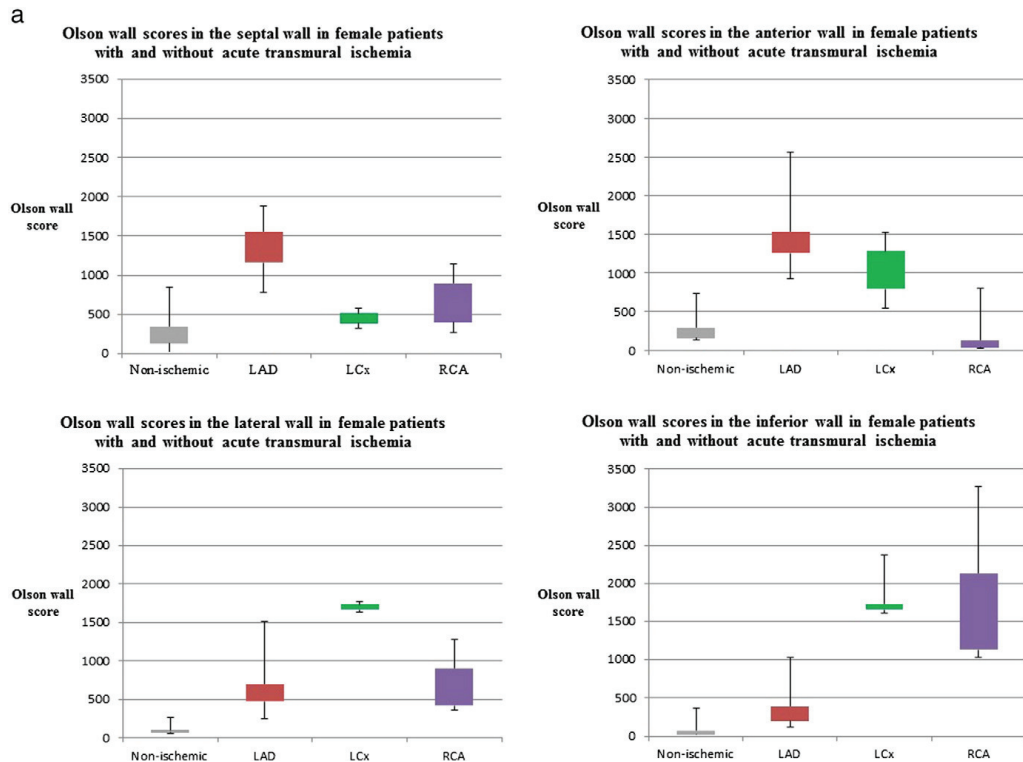 a
Olson wall scores in the septal wall in female patients
with and without acute transmural ischemia
3500
3000
2500
2000
1500
1000
500
0
Olson wall
score
Non-ischemic LAD LCx RCA
Olson wall scores in the anterior wall in female patients
with and without acute transmural ischemia
3500
3000
2500
2000
1500
1000
500
0
Olson wall
score
Non-ischemic LAD LCx RCA
Olson wall scores in the lateral wall in female patients
with and without acute transmural ischemia
3500
3000
2500
2000
1500
1000
500
0
Olson wall
score
Non-ischemic LAD LCx RCA
Olson wall scores in the inferior wall in female patients
with and without acute transmural ischemia
3500
3000
2500
2000
1500
1000
500
0
Olson wall
score
Non-ischemic LAD LCx RCA